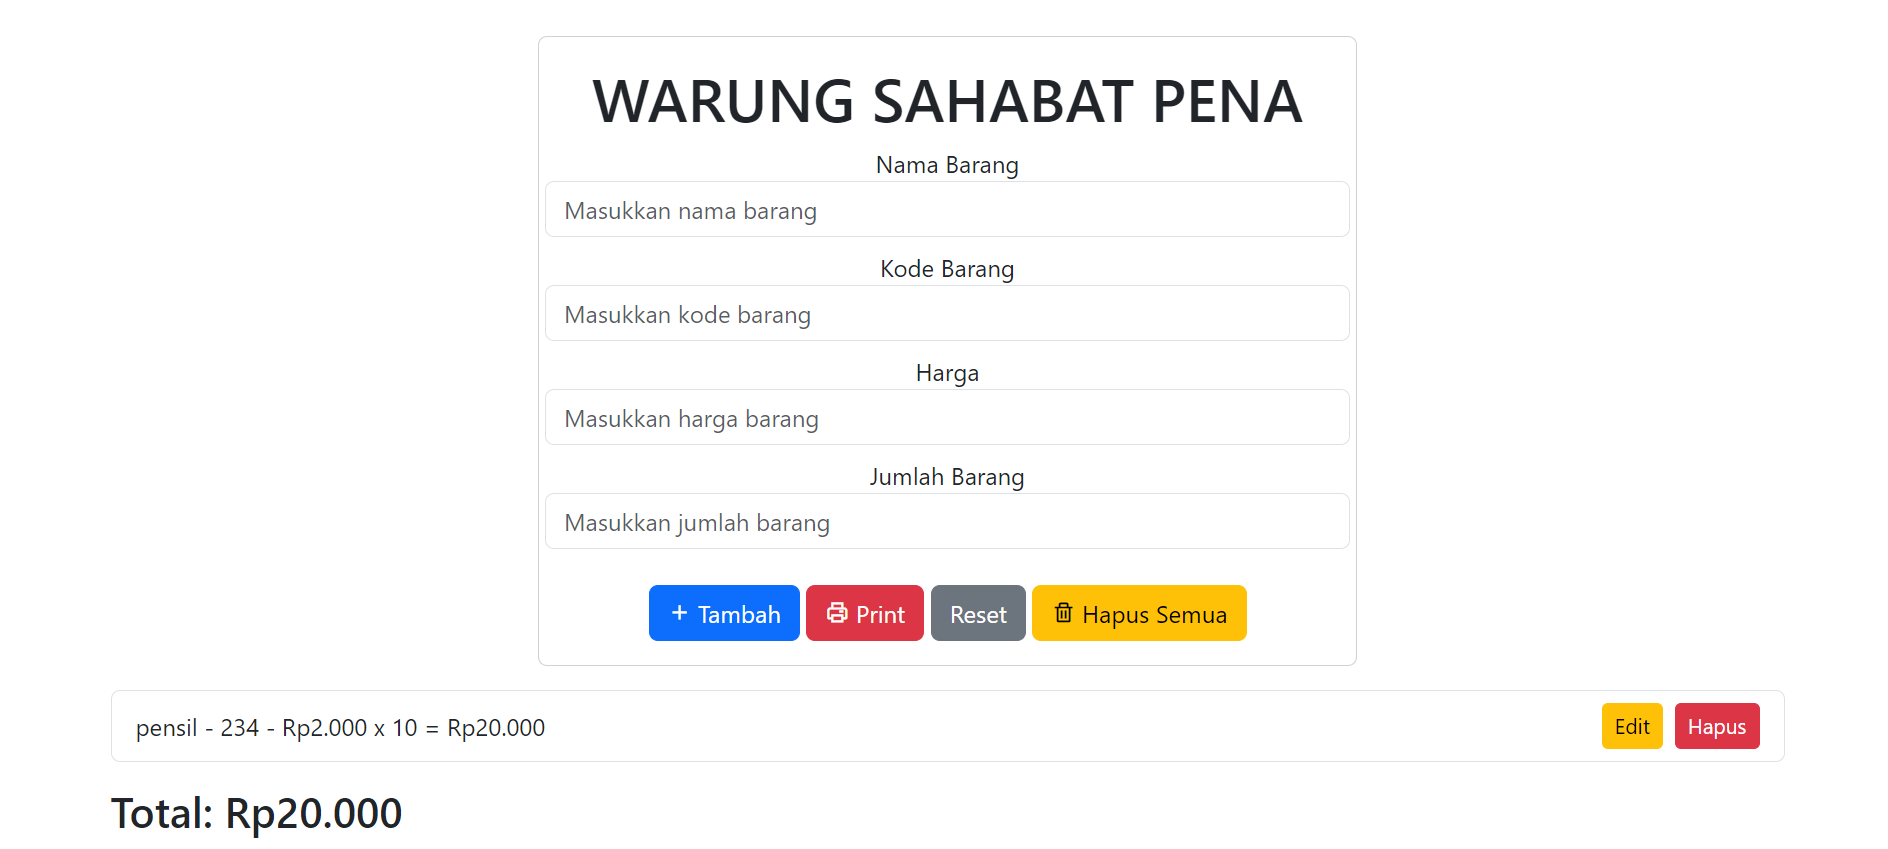 WARUNG SAHABAT PENA
Nama Barang
Masukkan nama barang
Kode Barang
Masukkan kode barang
Harga
Masukkan harga barang
Jumlah Barang
Masukkan jumlah barang
+ Tambah Print Reset Hapus Semua
pensil - 234 - Rp2.000 x 10 = Rp20.000 Edit Hapus
Total: Rp20.000